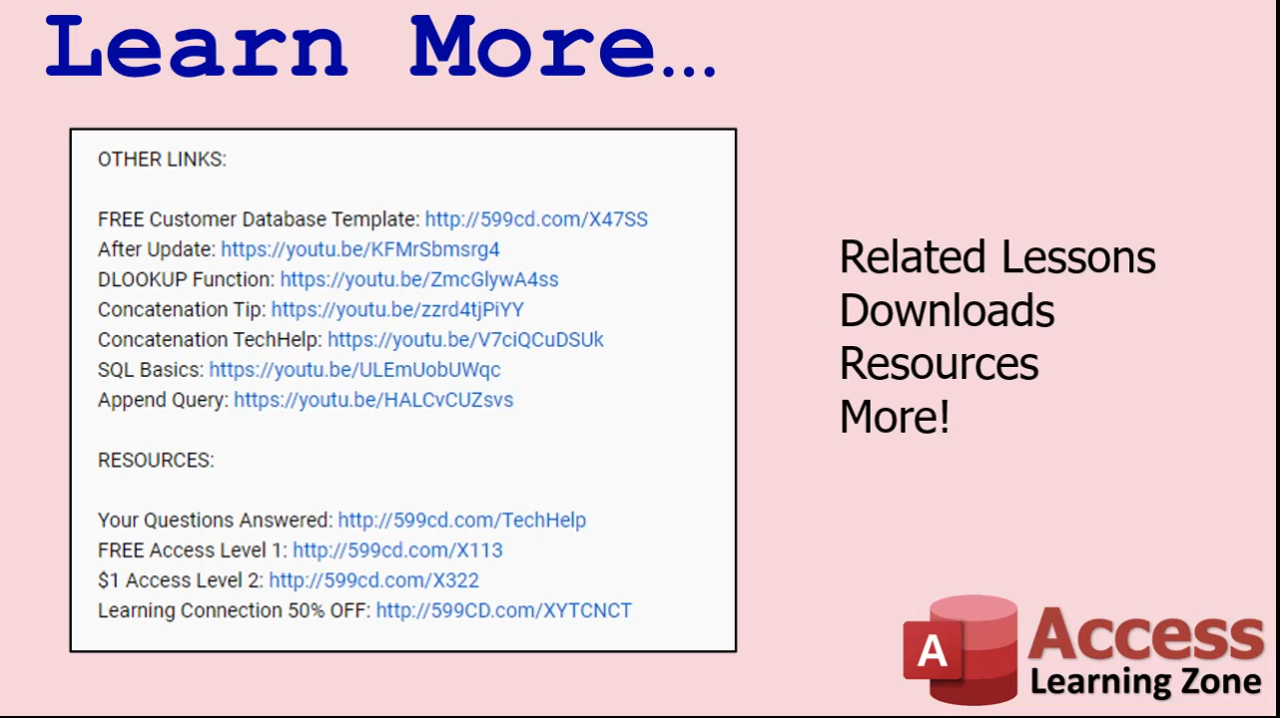 Learn More...
OTHER LINKS:
FREE Customer Database Template: http://599cd.com/X47SS
After Update: https://youtu.be/KFMrSbmsrg4
DLOOKUP Function: https://youtu.be/ZmcGlywA4ss
Concatenation Tip: https://youtu.be/zzrd4tjPiYY
Concatenation TechHelp: https://youtu.be/V7ciQCuDSUk
SQL Basics: https://youtu.be/ULEmUobUWqc
Append Query: https://youtu.be/HALCvCUZsvs
RESOURCES:
Your Questions Answered: http://599cd.com/TechHelp
FREE Access Level 1: http://599cd.com/X113
$1 Access Level 2: http://599cd.com/X322
Learning Connection 50% OFF: http://599CD.com/XYTCNCT
Related Lessons
Downloads
Resources
More!
A
Access
Learning Zone